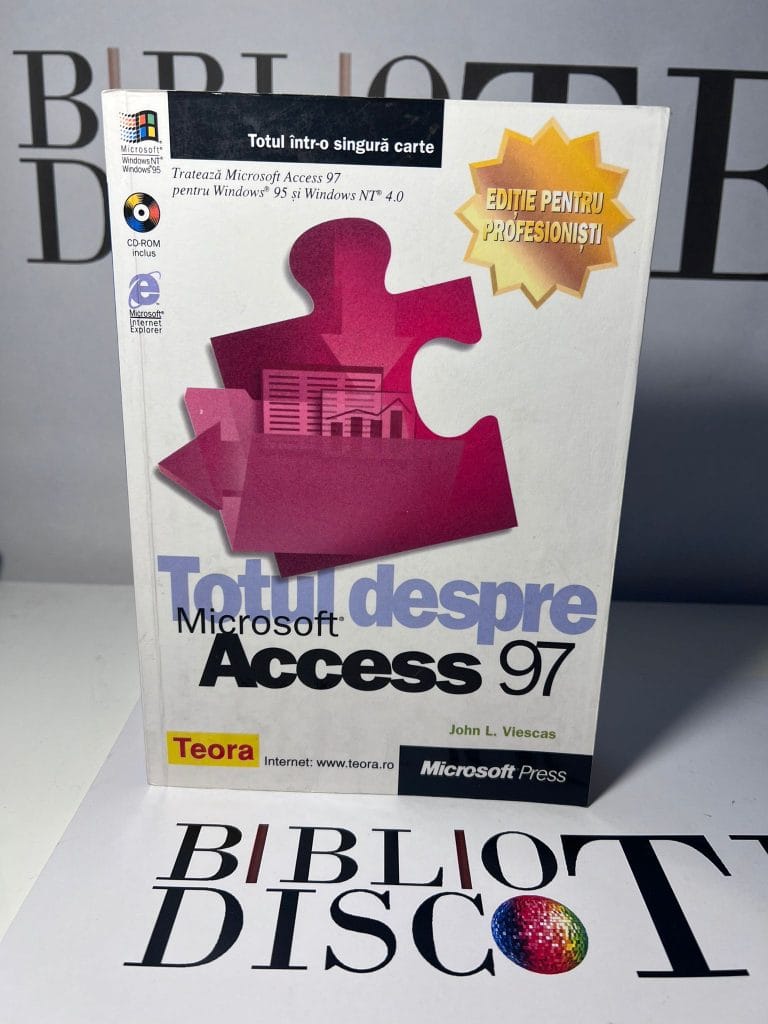 BIBLIOTE
D
Microsoft®
Windows NT®
Windows®95
CD-ROM
inclus
Microsoft®
Internet
Explorer
Totul într-o singură carte
Tratează Microsoft Access 97
pentru Windows® 95 și Windows NT® 4.0
EDIȚIE PENTRU
PROFESIONIȘTI
Totul despre
Microsoft®
Access 97
John L. Viescas
Teora
Internet: www.teora.ro
Microsoft Press
BIBLIOTE
DISCO